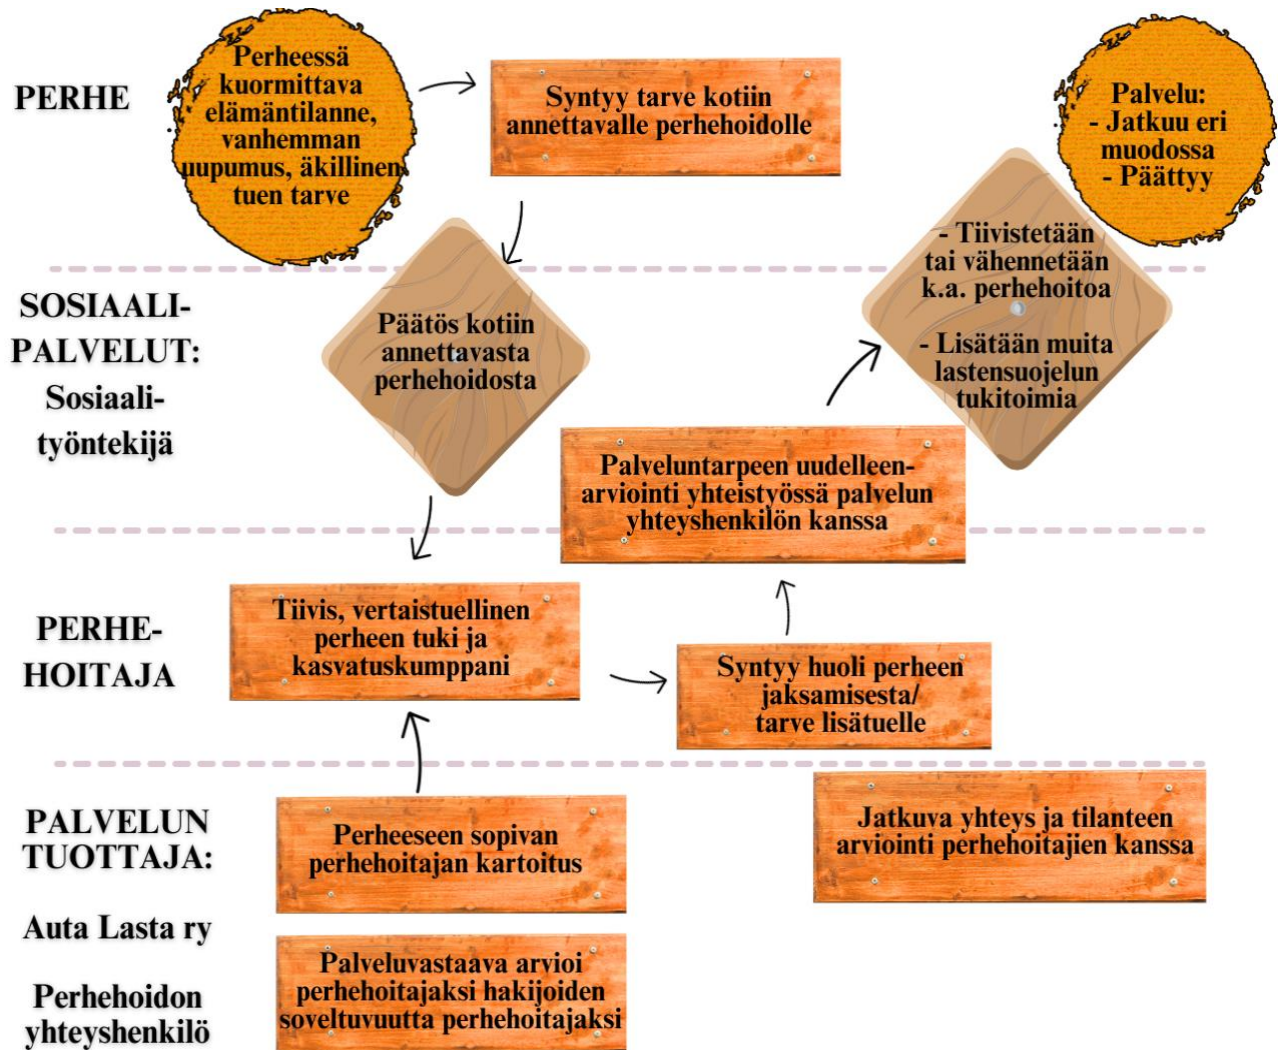 PERHE
Perheessä
kuormittava
elämäntilanne,
vanhemman
uupumus, äkillinen
tuen tarve
Syntyy tarve kotiin
annettavalle perhehoidolle
Palvelu:
- Jatkuu eri
muodossa
- Päättyy
SOSIAALI-
PALVELUT:
Sosiaali-
työntekijä
Päätös kotiin
annettavasta
perhehoidosta
- Tiivistetään
tai vähennetään
k.a. perhehoitoa
- Lisätään muita
lastensuojelun
tukitoimia
Palveluntarpeen uudelleen-
arviointi yhteistyössä palvelun
yhteyshenkilön kanssa
PERHE-
HOITAJA
Tiivis, vertaistuellinen
perheen tuki ja
kasvatuskumppani
Syntyy huoli perheen
jaksamisesta/
tarve lisätuelle
PALVELUN
TUOTTAJA:
Auta Lasta ry
Perhehoidon
yhteyshenkilö
Perheeseen sopivan
perhehoitajan kartoitus
Jatkuva yhteys ja tilanteen
arviointi perhehoitajien kanssa
Palveluvastaava arvioi
perhehoitajaksi hakijoiden
soveltuvuutta perhehoitajaksi